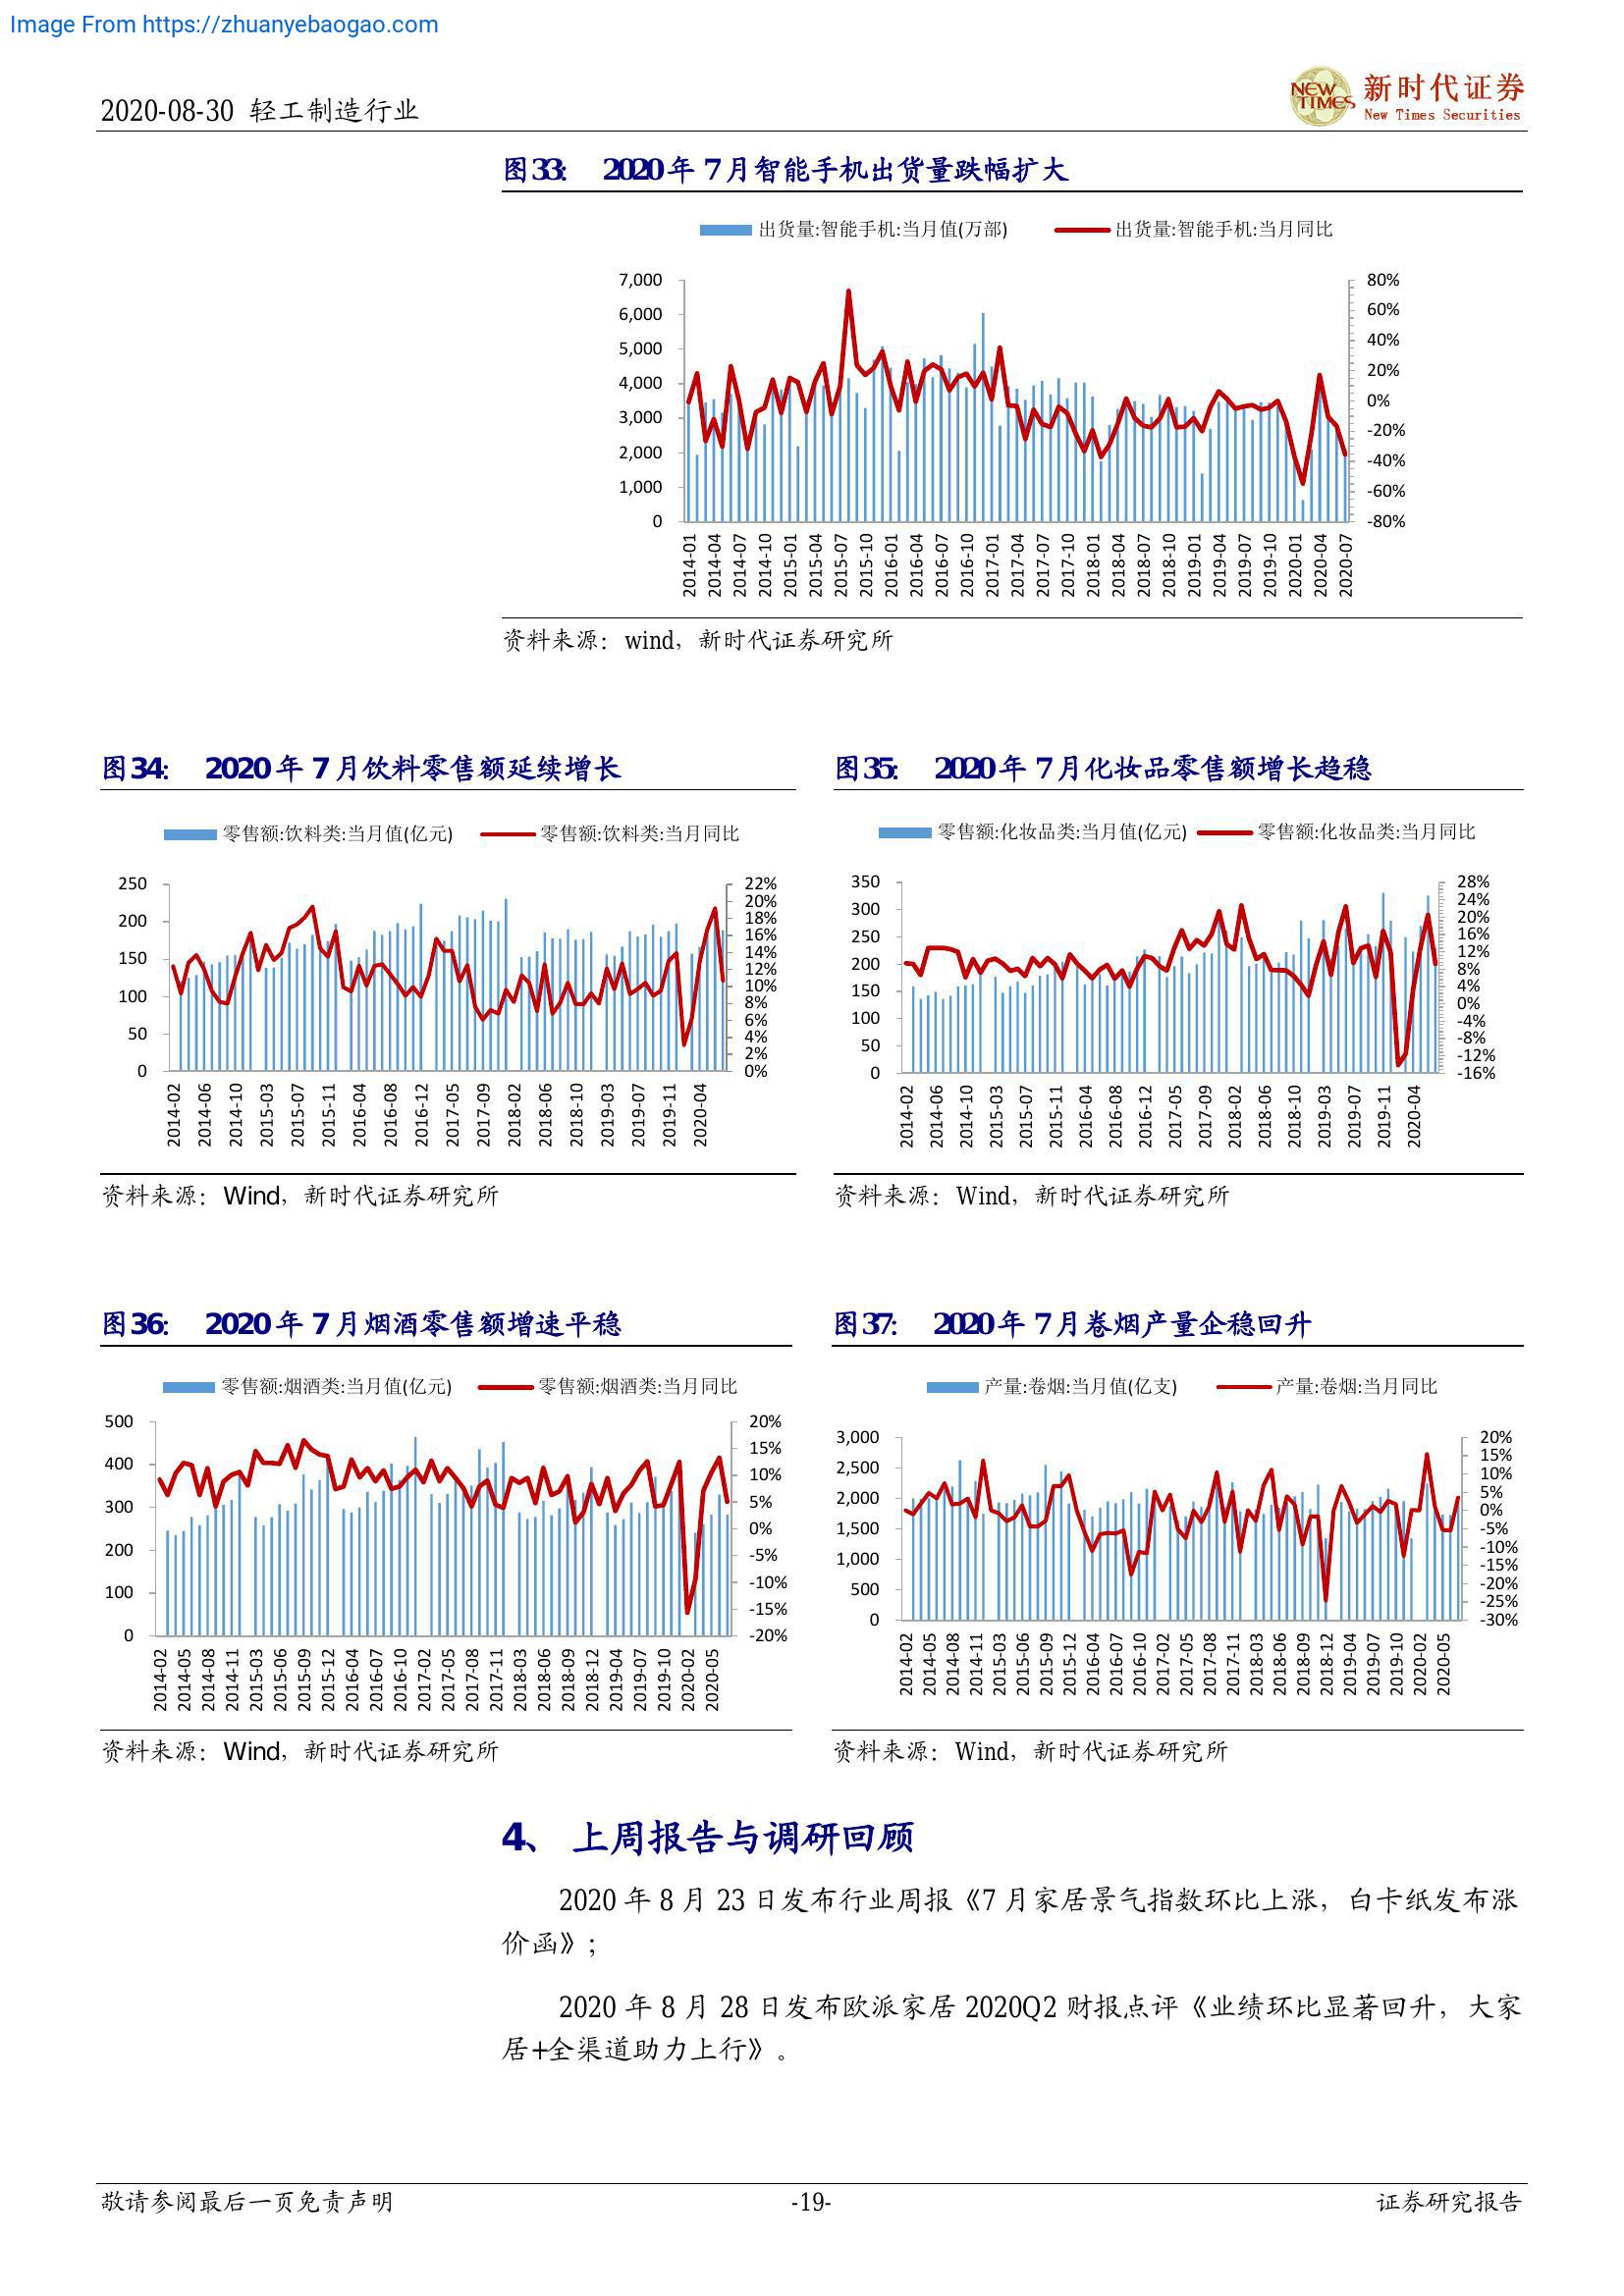 Image From https://zhuanyebaogao.com
2020-08-30 轻工制造行业
NEW TIMES
新时代证券
New Times Securities
图33: 2020年 7月智能手机出货量跌幅扩大
出货量:智能手机:当月值(万部) 出货量:智能手机:当月同比
7,000 80%
6,000 60%
5,000 40%
4,000 20%
3,000 0%
2,000 -20%
1,000 -40%
0 -60%
-80%
2014-01 2014-04 2014-07 2014-10 2015-01 2015-04 2015-07 2015-10 2016-01 2016-04 2016-07 2016-10 2017-01 2017-04 2017-07 2017-10 2018-01 2018-04 2018-07 2018-10 2019-01 2019-04 2019-07 2019-10 2020-01 2020-04 2020-07
资料来源：wind，新时代证券研究所
图34: 2020年 7月饮料零售额延续增长
零售额:饮料类:当月值(亿元) 零售额:饮料类:当月同比
250 200 150 100 50 0
22% 20% 18% 16% 14% 12% 10% 8% 6% 4% 2% 0%
2014-02 2014-06 2014-10 2015-03 2015-07 2015-11 2016-04 2016-08 2016-12 2017-05 2017-09 2018-02 2018-06 2018-10 2019-03 2019-07 2019-11 2020-04
资料来源：Wind，新时代证券研究所
图35: 2020年 7月化妆品零售额增长趋稳
零售额:化妆品类:当月值(亿元) 零售额:化妆品类:当月同比
350 300 250 200 150 100 50 0
28% 24% 20% 16% 12% 8% 4% 0% -4% -8% -12% -16%
2014-02 2014-06 2014-10 2015-03 2015-07 2015-11 2016-04 2016-08 2016-12 2017-05 2017-09 2018-02 2018-06 2018-10 2019-03 2019-07 2019-11 2020-04
资料来源：Wind，新时代证券研究所
图36: 2020年 7月烟酒零售额增速平稳
零售额:烟酒类:当月值(亿元) 零售额:烟酒类:当月同比
500 400 300 200 100 0
20% 15% 10% 5% 0% -5% -10% -15% -20%
2014-02 2014-05 2014-08 2014-11 2015-03 2015-06 2015-09 2015-12 2016-04 2016-07 2016-10 2017-02 2017-05 2017-08 2017-11 2018-03 2018-06 2018-09 2018-12 2019-04 2019-07 2019-10 2020-02 2020-05
资料来源：Wind，新时代证券研究所
图37: 2020年 7月卷烟产量企稳回升
产量:卷烟:当月值(亿支) 产量:卷烟:当月同比
3,000 2,500 2,000 1,500 1,000 500 0
20% 15% 10% 5% 0% -5% -10% -15% -20% -25% -30%
2014-02 2014-05 2014-08 2014-11 2015-03 2015-06 2015-09 2015-12 2016-04 2016-07 2016-10 2017-02 2017-05 2017-08 2017-11 2018-03 2018-06 2018-09 2018-12 2019-04 2019-07 2019-10 2020-02 2020-05
资料来源：Wind，新时代证券研究所
4、 上周报告与调研回顾
2020 年 8 月 23 日发布行业周报《7 月家居景气指数环比上涨，白卡纸发布涨
价函》；
2020 年 8 月 28 日发布欧派家居 2020Q2 财报点评《业绩环比显著回升，大家
居+全渠道助力上行》。
敬请参阅最后一页免责声明 -19- 证券研究报告